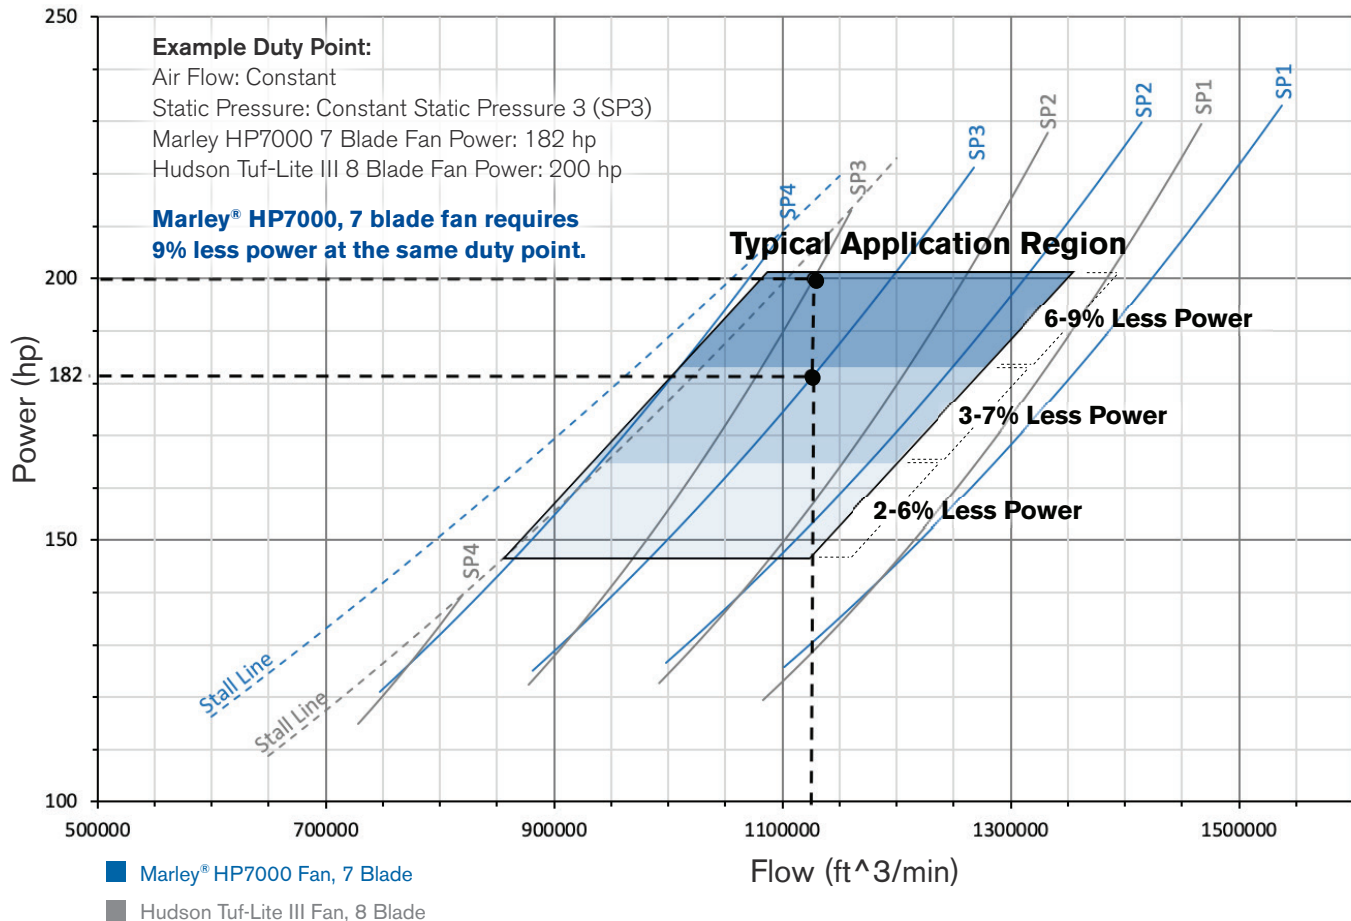 250
Example Duty Point:
Air Flow: Constant
Static Pressure: Constant Static Pressure 3 (SP3)
Marley HP7000 7 Blade Fan Power: 182 hp
Hudson Tuf-Lite III 8 Blade Fan Power: 200 hp
Marley® HP7000, 7 blade fan requires
9% less power at the same duty point.
SP4
SP3
SP3
SP2
SP2
SP1
SP1
Typical Application Region
200
6-9% Less Power
182
3-7% Less Power
Power (hp)
2-6% Less Power
150
SP4
Stall Line
Stall Line
100
500000
700000
900000
1100000
1300000
1500000
Flow (ft^3/min)
Marley® HP7000 Fan, 7 Blade
Hudson Tuf-Lite III Fan, 8 Blade